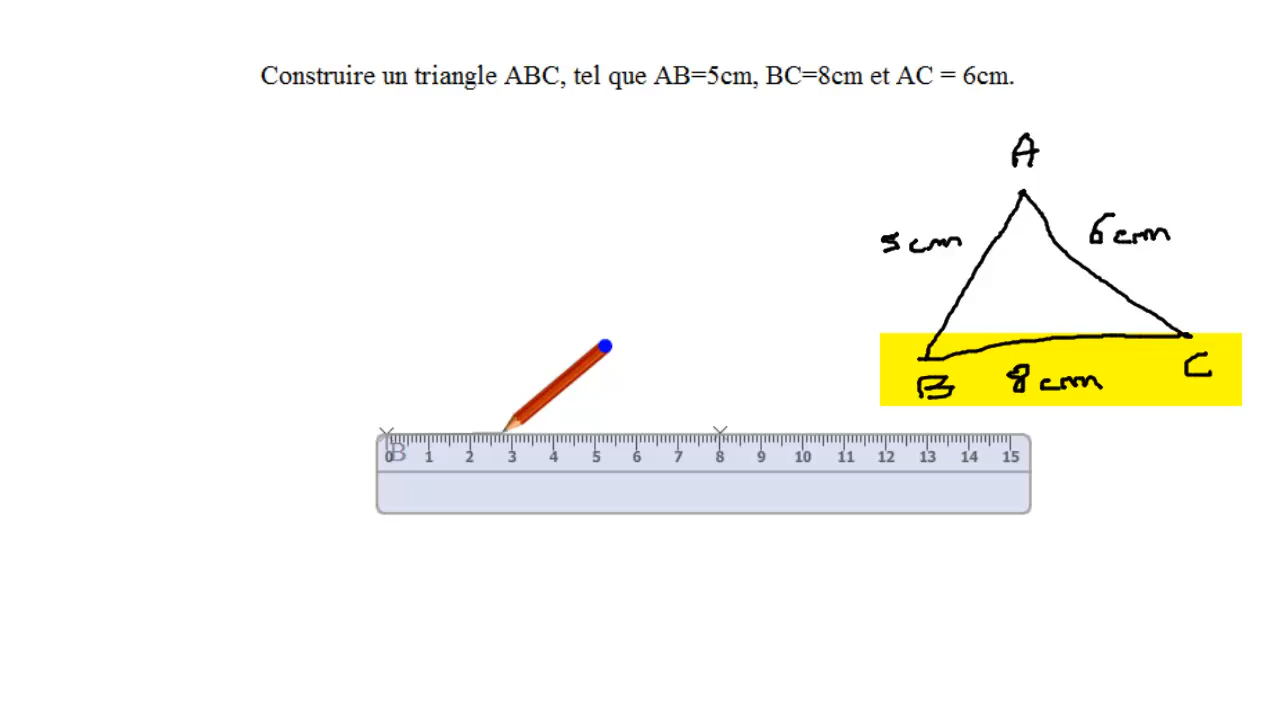 Construire un triangle ABC, tel que AB=5cm, BC=8cm et AC = 6cm.
A
5cm
6cm
B
8cm
C
B
0 1 2 3 4 5 6 7 8 9 10 11 12 13 14 15